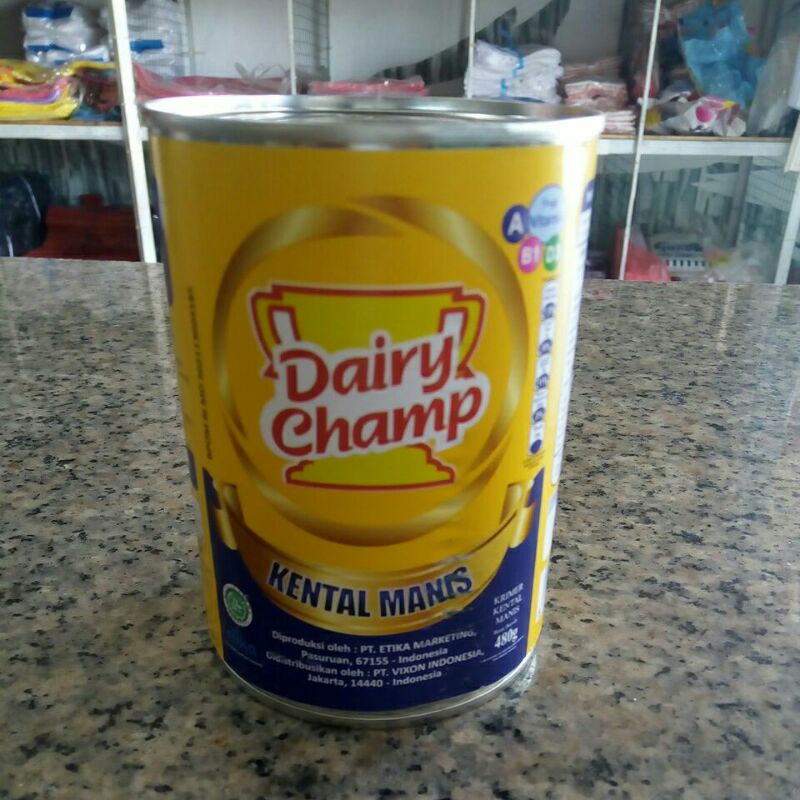 A
B1
Dairy
Champ
KENTAL MANIS
KRIMER
KENTAL
MANIS
480g
Diproduksi oleh : PT. ETIKA MARKETING,
Pasuruan, 67155 - Indonesia
Didistribusikan oleh : PT. VIXON INDONESIA,
Jakarta, 14440 - Indonesia